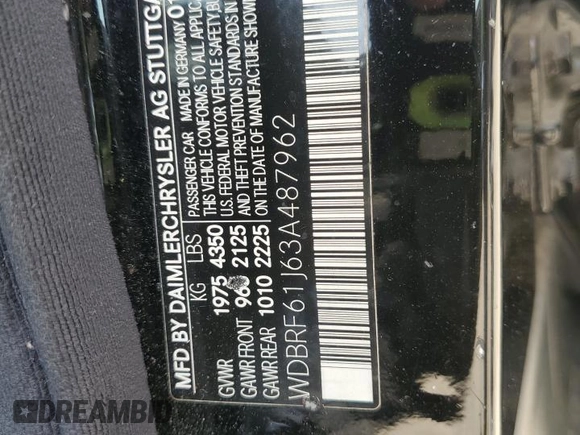 MFD BY DAIMLERCHRYSLER AG STUTTGA
PASSENGER CAR MADE IN GERMANY 01
KG LBS THIS VEHICLE CONFORMS TO ALL APPLIC
GVWR 1975 4350 U.S. FEDERAL MOTOR VEHICLE SAFETY BU
GAWR FRONT 2125 AND THEFT PREVENTION STANDARDS IN
GAWR REAR 1010 2225 ON THE DATE OF MANUFACTURE SHOW
WDBRF61J63A487962
DREAMBID